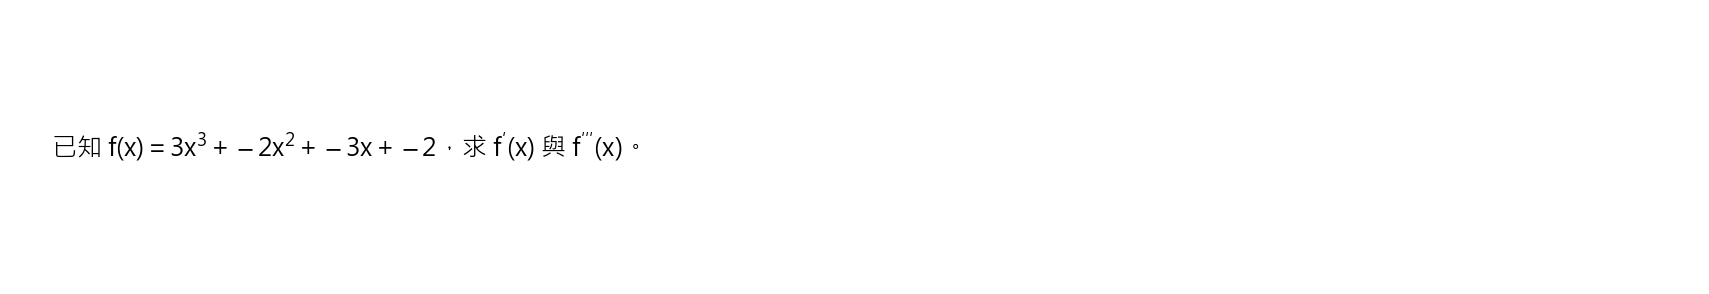 已知 f(x) = 3x³ + −2x² + −3x + −2，求 f′(x) 與 f′′′(x)。